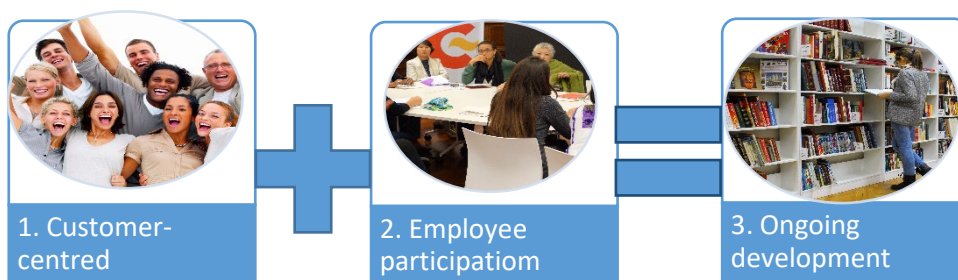 1. Customer-
centred
2. Employee
participatiom
3. Ongoing
development